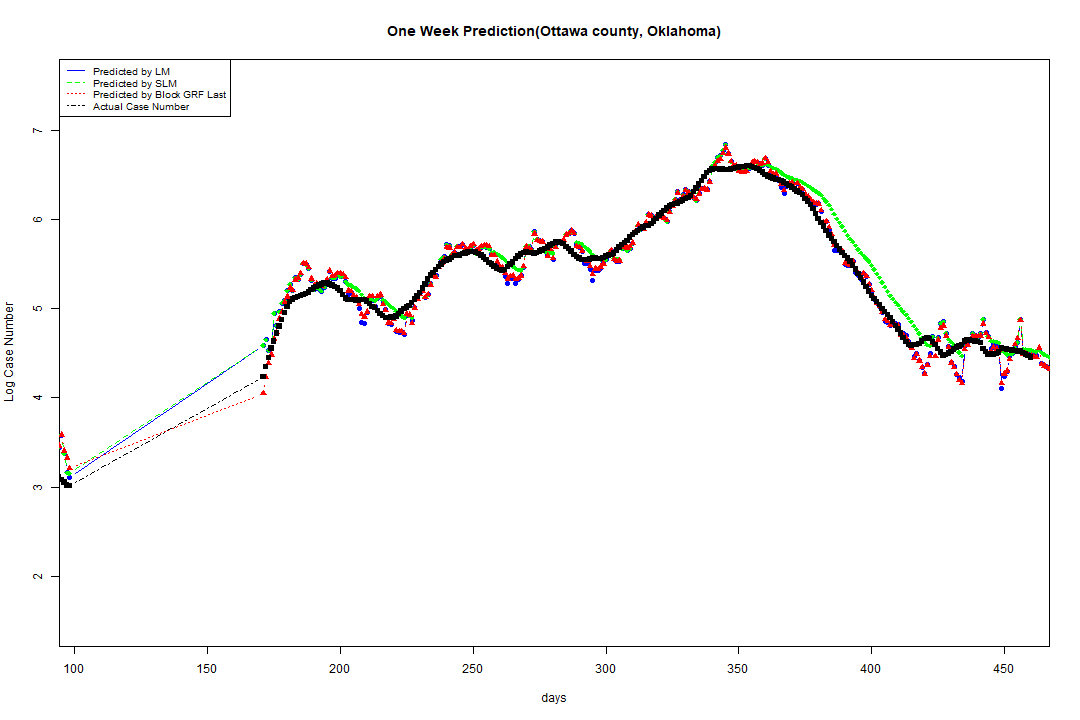 One Week Prediction(Ottawa county, Oklahoma)
Predicted by LM
Predicted by SLM
Predicted by Block GRF Last
Actual Case Number
7
6
5
4
3
2
Log Case Number
100 150 200 250 300 350 400 450
days